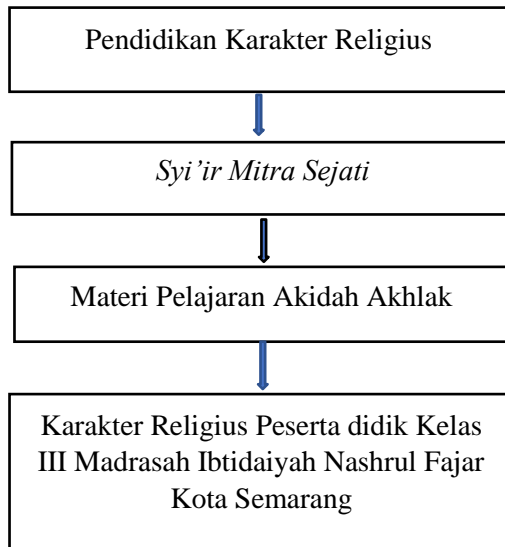 Pendidikan Karakter Religius
Syi’ir Mitra Sejati
Materi Pelajaran Akidah Akhlak
Karakter Religius Peserta didik Kelas
III Madrasah Ibtidaiyah Nashrul Fajar
Kota Semarang